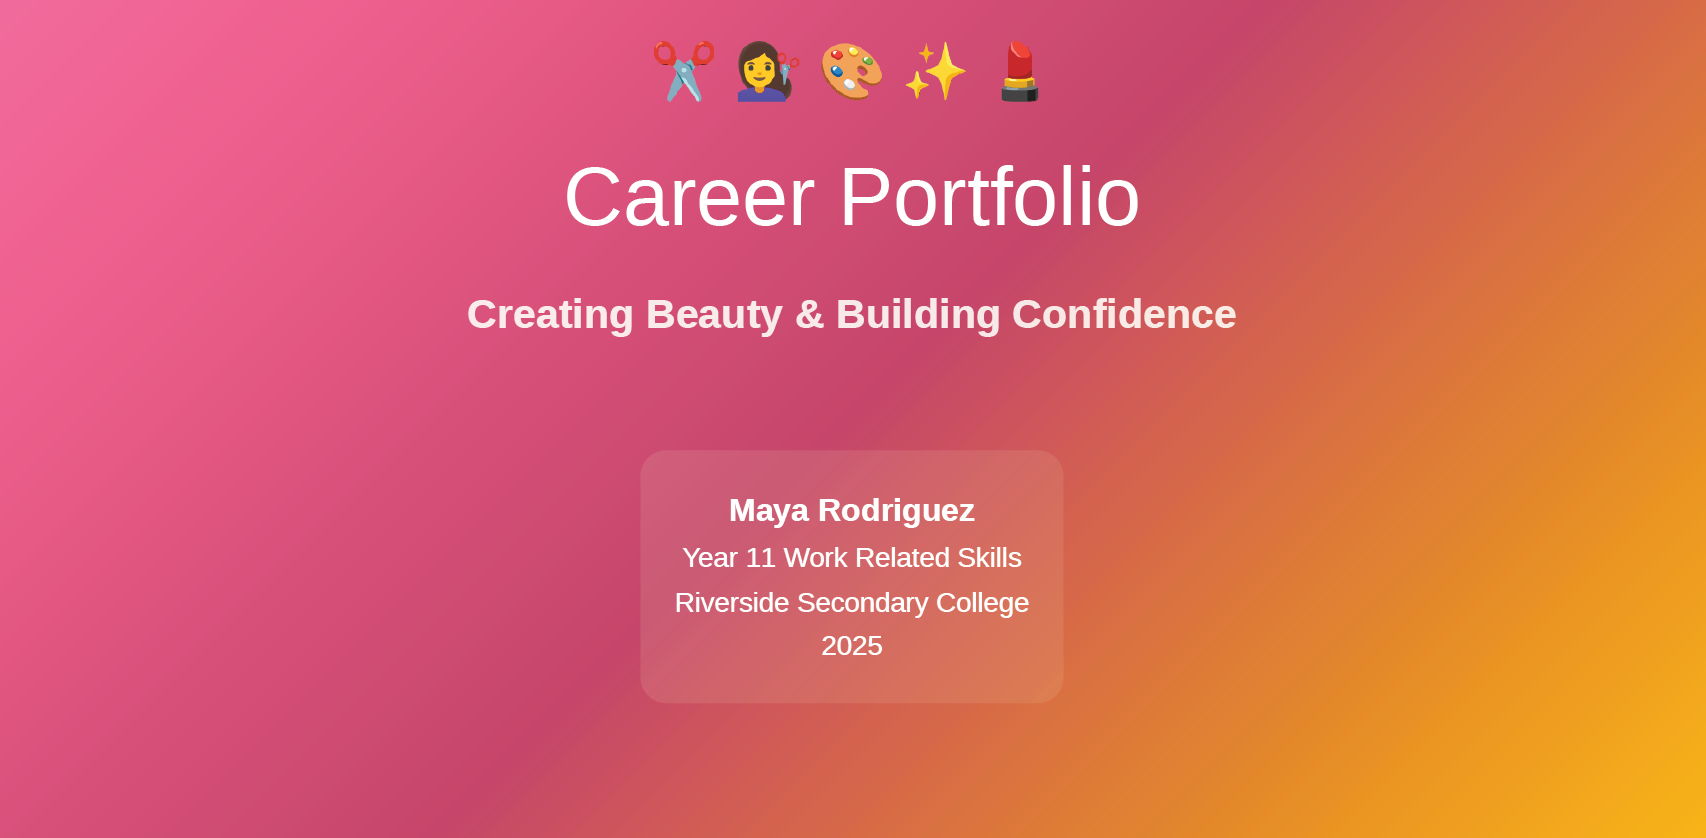 Career Portfolio
Creating Beauty & Building Confidence
Maya Rodriguez
Year 11 Work Related Skills
Riverside Secondary College
2025